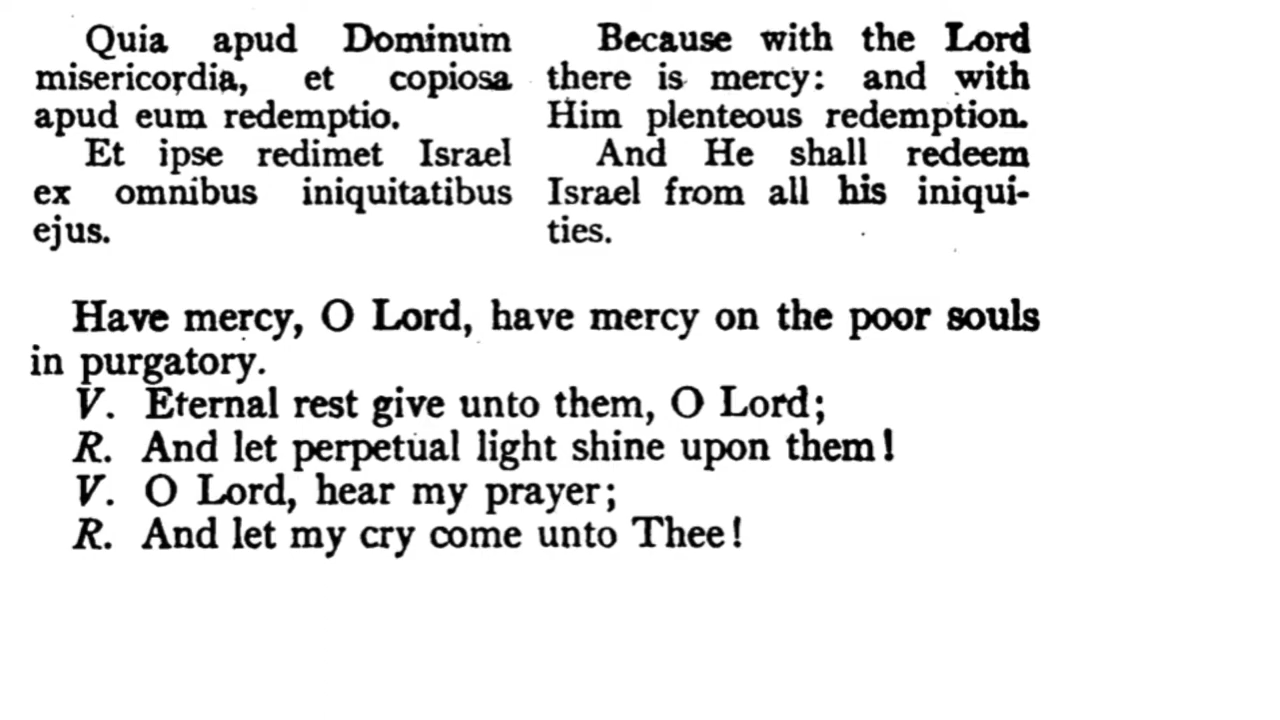 Quia apud Dominum
misericordia, et copiosa
apud eum redemptio.
Et ipse redimet Israel
ex omnibus iniquitatibus
ejus.
Because with the Lord
there is mercy: and with
Him plenteous redemption.
And He shall redeem
Israel from all his iniqui-
ties.
Have mercy, O Lord, have mercy on the poor souls
in purgatory.
V. Eternal rest give unto them, O Lord;
R. And let perpetual light shine upon them!
V. O Lord, hear my prayer;
R. And let my cry come unto Thee!